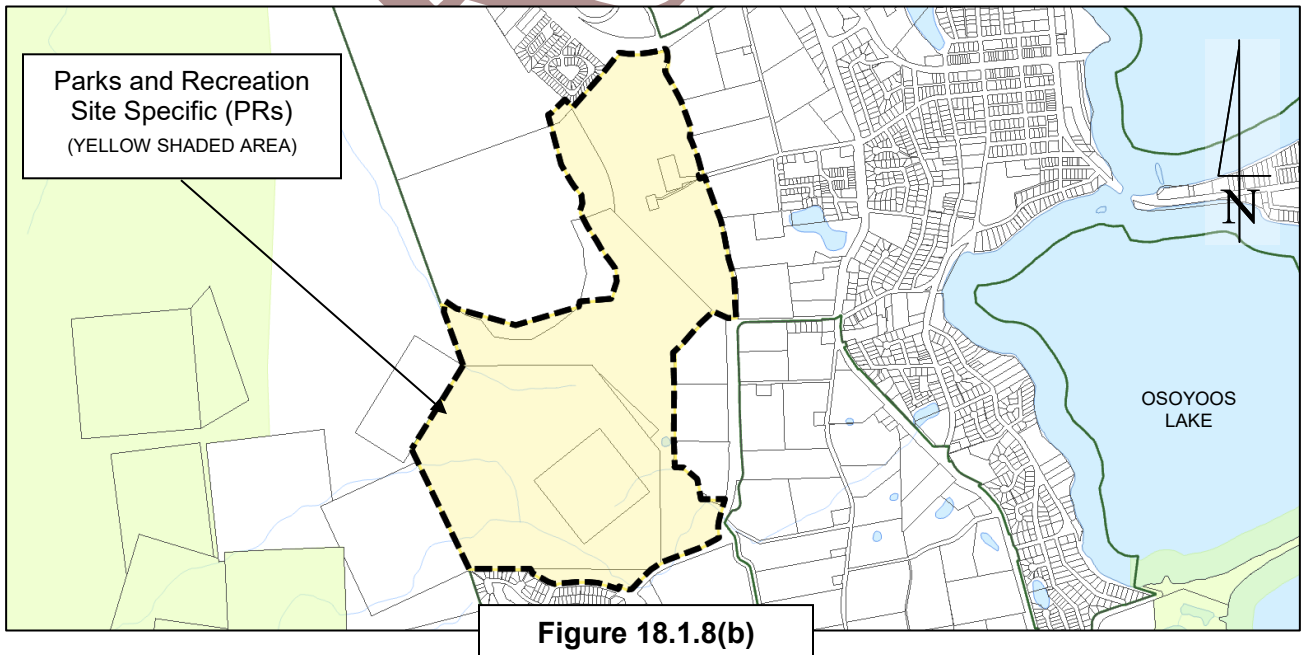 Parks and Recreation
Site Specific (PRs)
(YELLOW SHADED AREA)
N
OSOYOOS
LAKE
Figure 18.1.8(b)